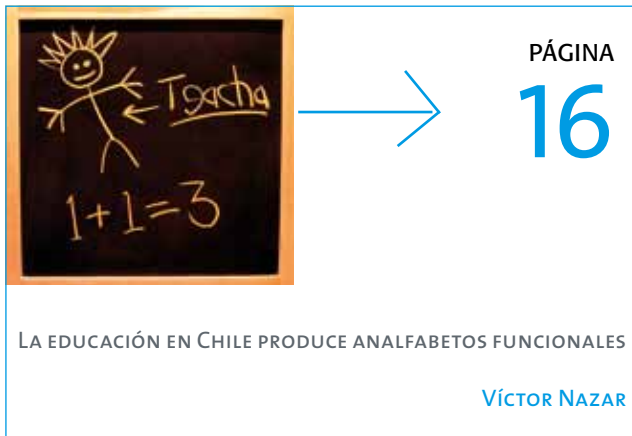 Teacha
1+1=3
PÁGINA
16
LA EDUCACIÓN EN CHILE PRODUCE ANALFABETOS FUNCIONALES
VÍCTOR NAZAR